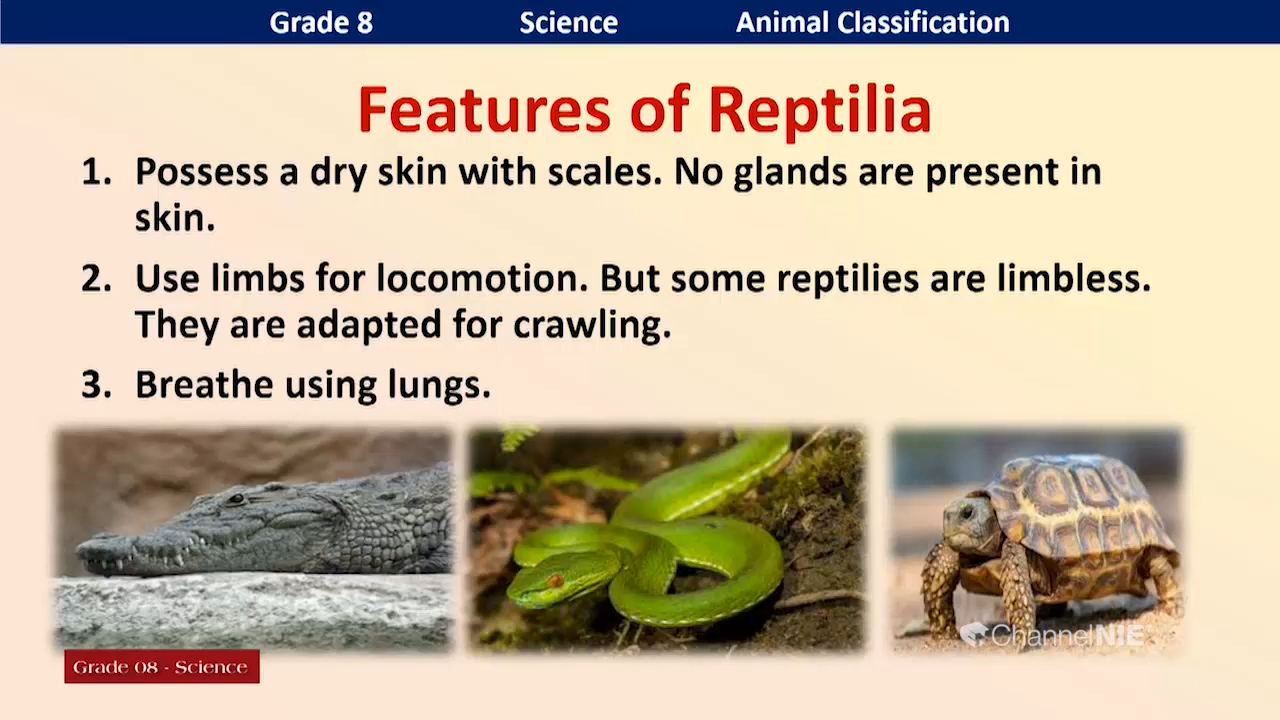 Grade 8 Science Animal Classification
Features of Reptilia
1. Possess a dry skin with scales. No glands are present in
skin.
2. Use limbs for locomotion. But some reptilies are limbless.
They are adapted for crawling.
3. Breathe using lungs.
ChannelNIE
Grade 08 - Science